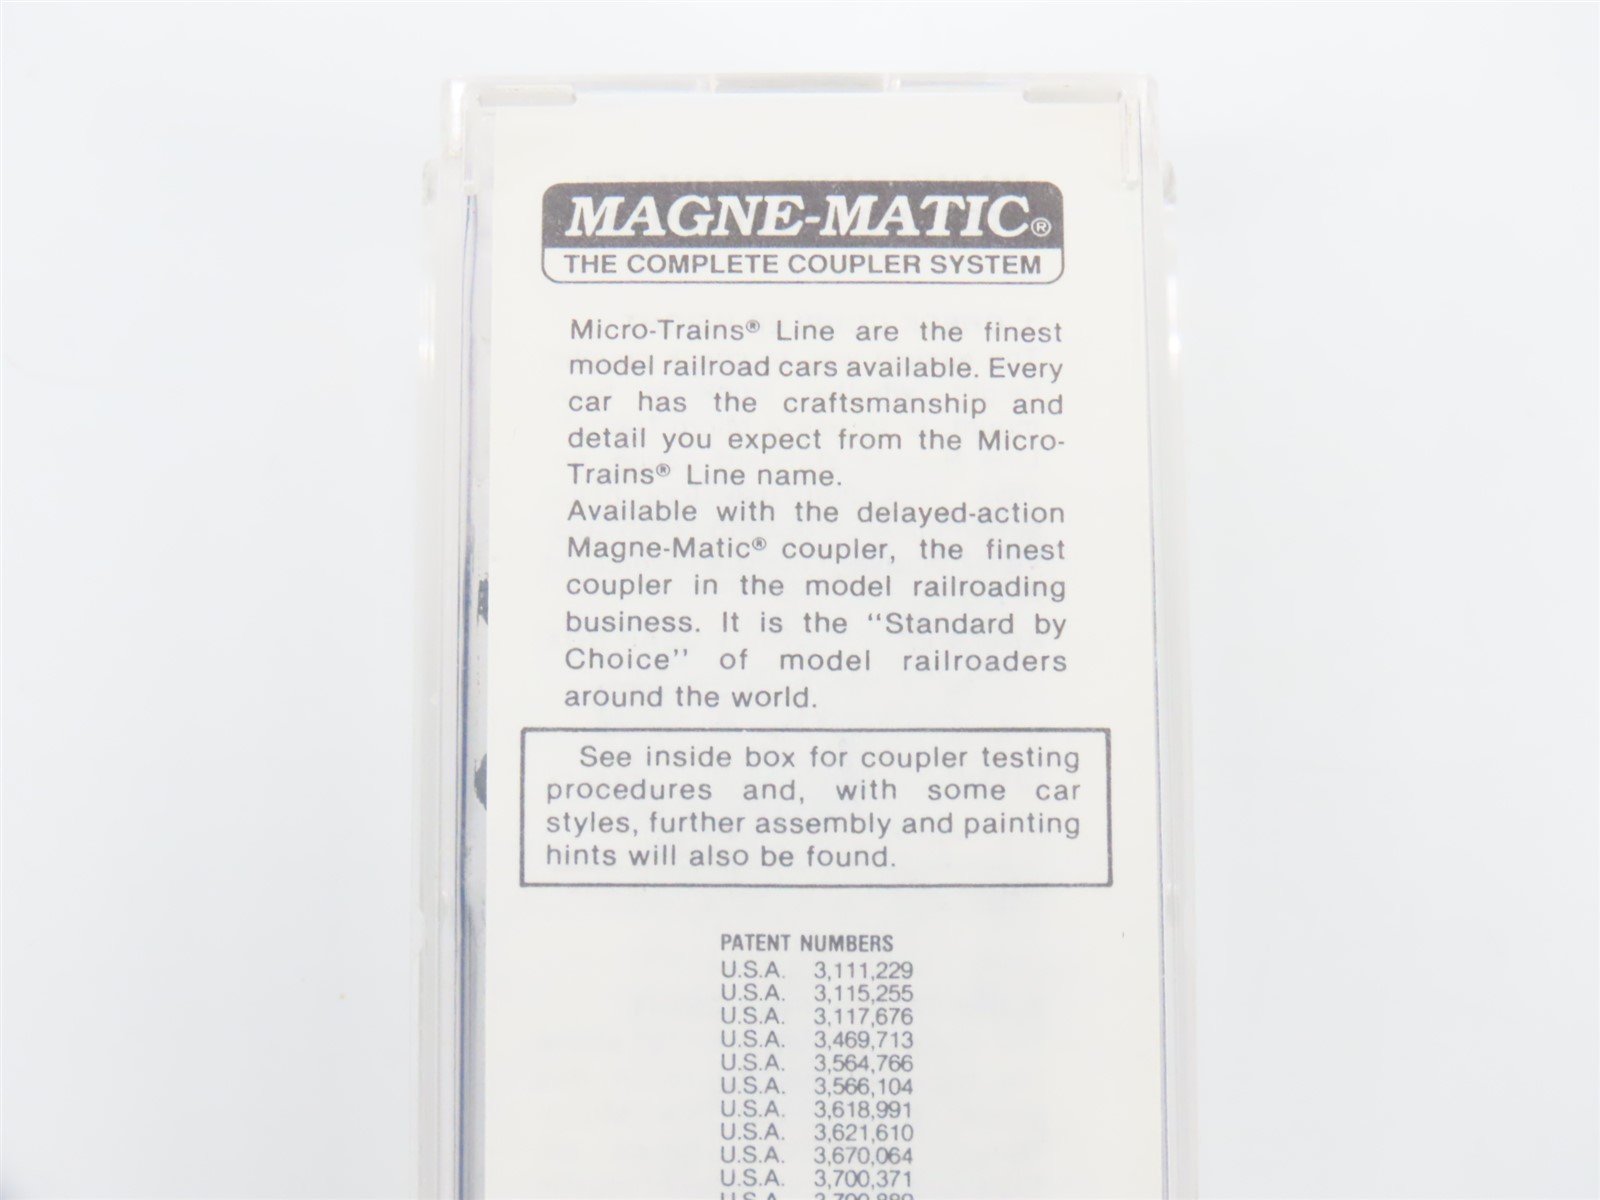 MAGNE-MATIC®
THE COMPLETE COUPLER SYSTEM
Micro-Trains® Line are the finest
model railroad cars available. Every
car has the craftsmanship and
detail you expect from the Micro-
Trains® Line name.
Available with the delayed-action
Magne-Matic® coupler, the finest
coupler in the model railroading
business. It is the "Standard by
Choice" of model railroaders
around the world.
See inside box for coupler testing
procedures and, with some car
styles, further assembly and painting
hints will also be found.
PATENT NUMBERS
U.S.A. 3,111,229
U.S.A. 3,115,255
U.S.A. 3,117,676
U.S.A. 3,469,713
U.S.A. 3,564,766
U.S.A. 3,566,104
U.S.A. 3,618,991
U.S.A. 3,621,610
U.S.A. 3,670,064
U.S.A. 3,700,371
U.S.A.